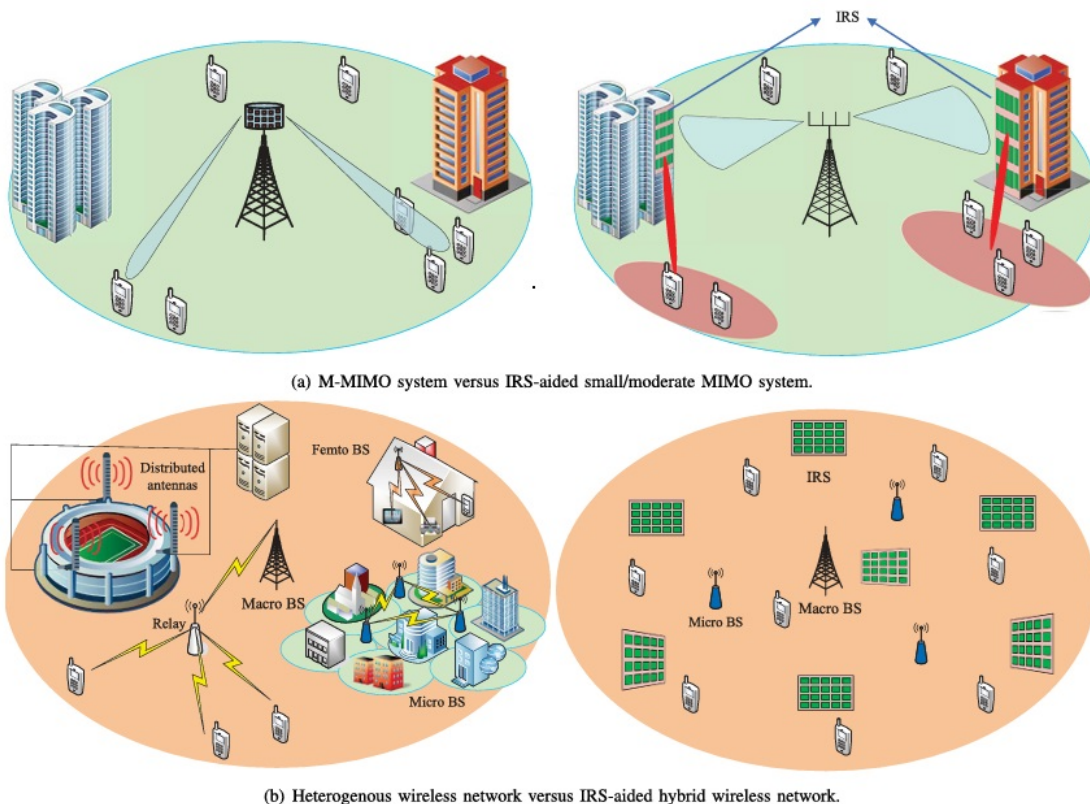 IRS
(a) M-MIMO system versus IRS-aided small/moderate MIMO system.
Femto BS
Distributed
antennas
Macro BS
Relay
Micro BS
IRS
Macro BS
Micro BS
(b) Heterogenous wireless network versus IRS-aided hybrid wireless network.